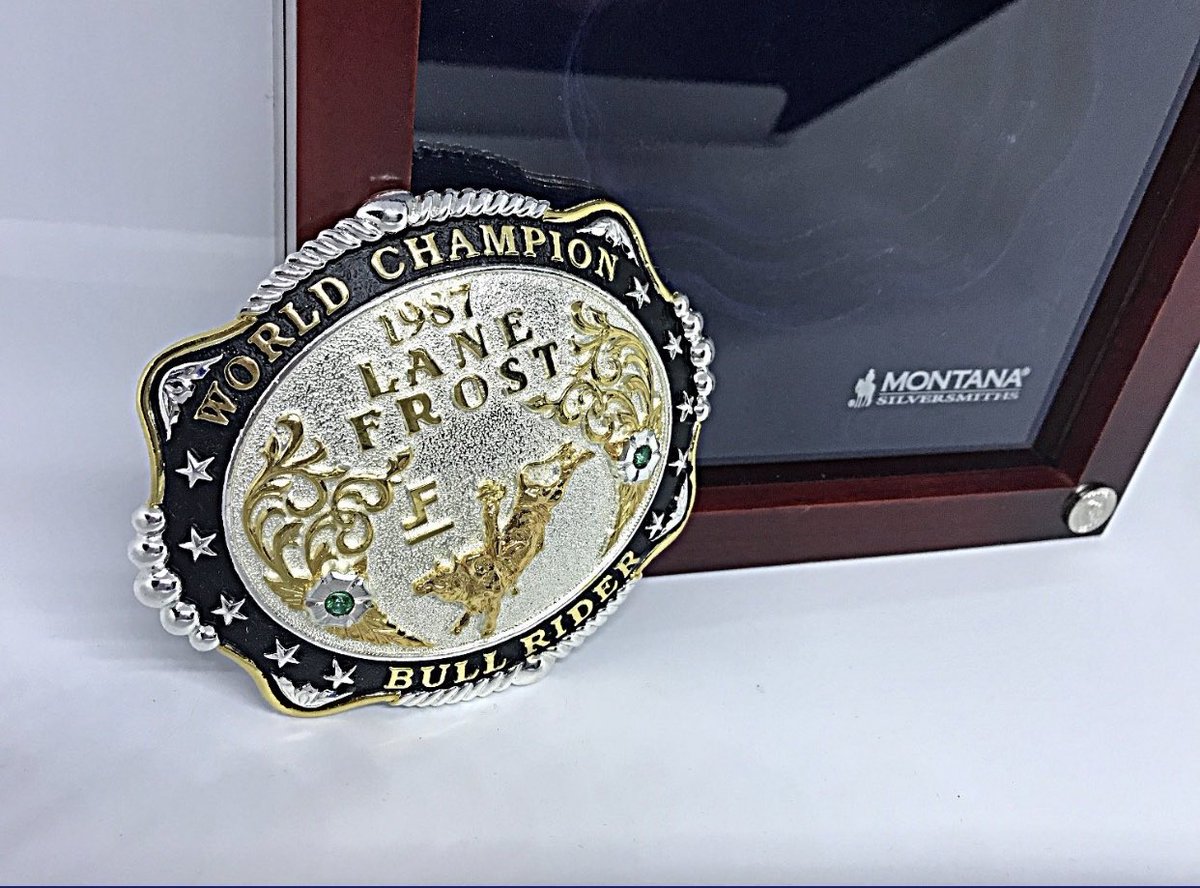 WORLD CHAMPION
1987
LANE
FROST
F
BULL RIDER
MONTANA®
SILVERSMITHS